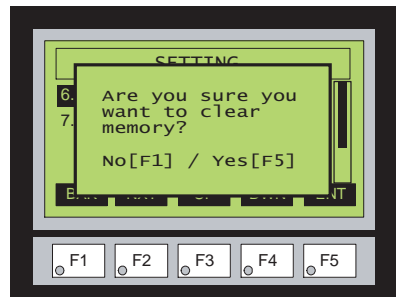 SETTING
6.
7.
Are you sure you
want to clear
memory?
No[F1] / Yes[F5]
F1 F2 F3 F4 F5